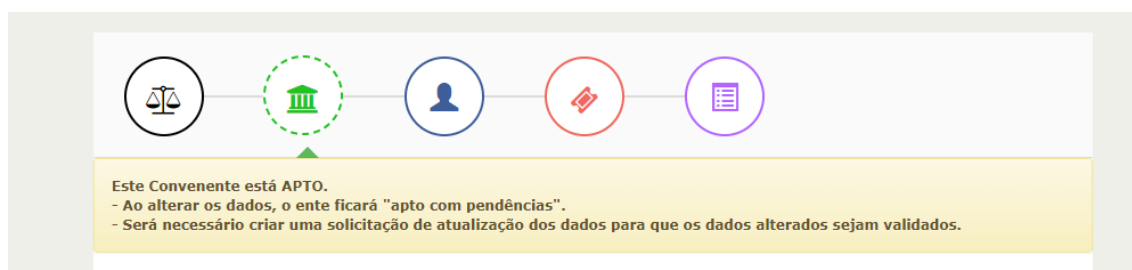 Este Convenente está APTO.
- Ao alterar os dados, o ente ficará "apto com pendências".
- Será necessário criar uma solicitação de atualização dos dados para que os dados alterados sejam validados.